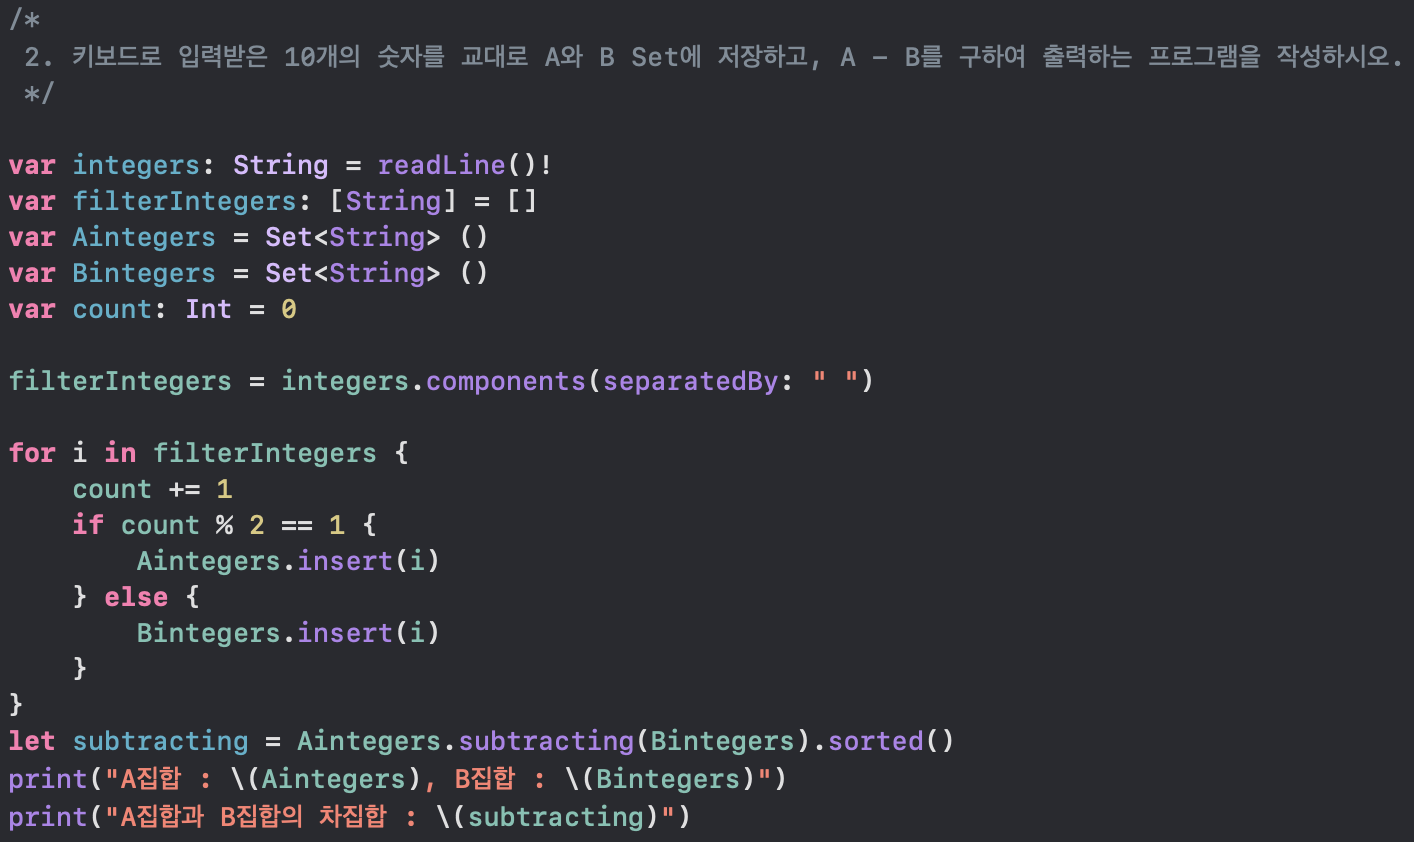 /*
 2. 키보드로 입력받은 10개의 숫자를 교대로 A와 B Set에 저장하고, A - B를 구하여 출력하는 프로그램을 작성하시오.
 */
var integers: String = readLine()!
var filterIntegers: [String] = []
var Aintegers = Set<String> ()
var Bintegers = Set<String> ()
var count: Int = 0
filterIntegers = integers.components(separatedBy: " ")
for i in filterIntegers {
    count += 1
    if count % 2 == 1 {
        Aintegers.insert(i)
    } else {
        Bintegers.insert(i)
    }
}
let subtracting = Aintegers.subtracting(Bintegers).sorted()
print("A집합 : \(Aintegers), B집합 : \(Bintegers)")
print("A집합과 B집합의 차집합 : \(subtracting)")